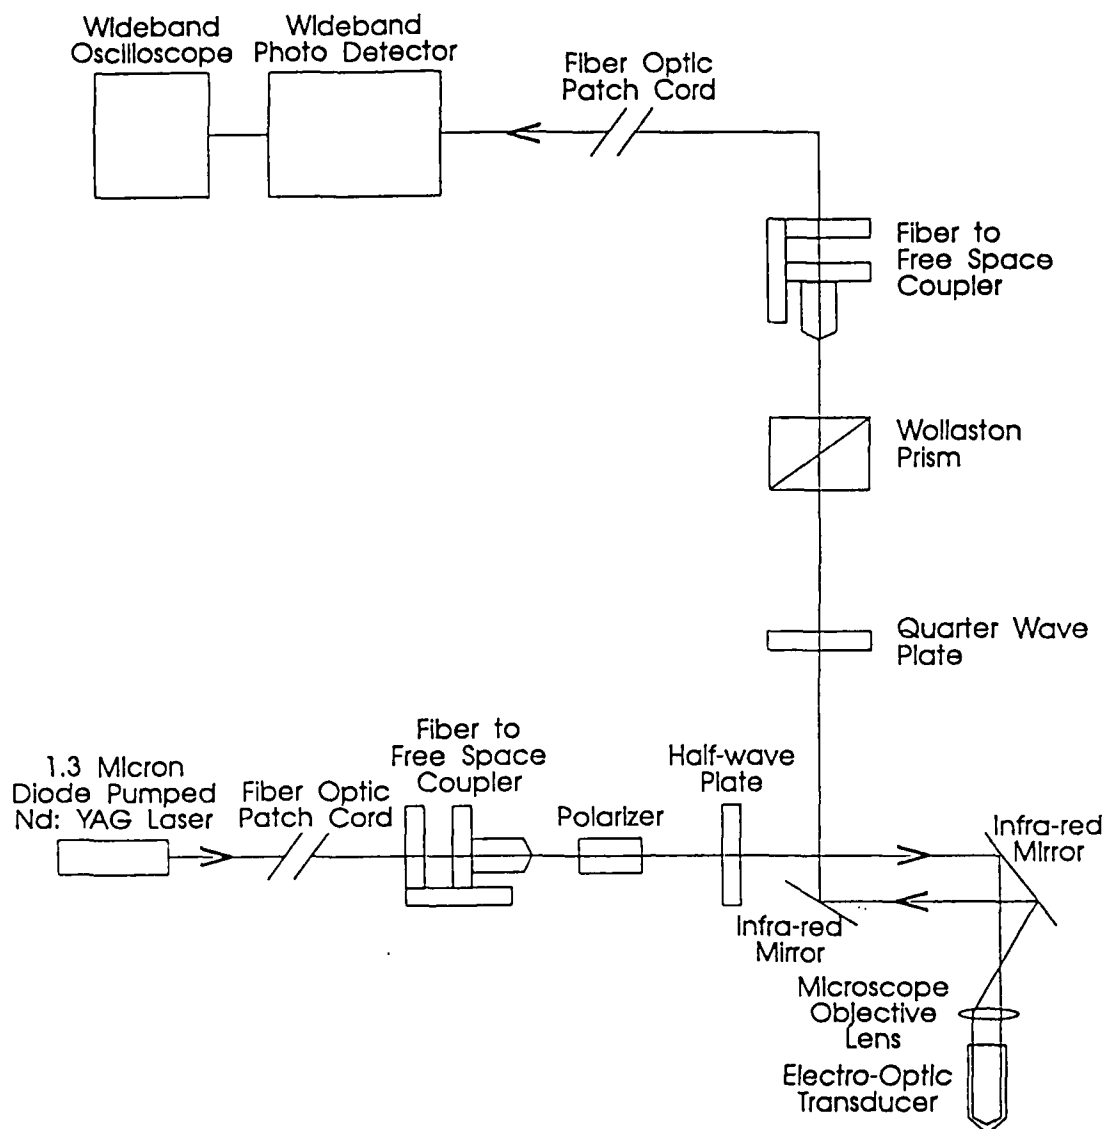 Wideband
Oscilloscope
Wideband
Photo Detector
Fiber Optic
Patch Cord
Fiber to
Free Space
Coupler
Wollaston
Prism
Quarter Wave
Plate
Fiber to
Free Space
Coupler
Half-wave
Plate
1.3 Micron
Diode Pumped
Nd: YAG Laser
Fiber Optic
Patch Cord
Polarizer
Infra-red
Mirror
Infra-red
Mirror
Microscope
Objective
Lens
Electro-Optic
Transducer